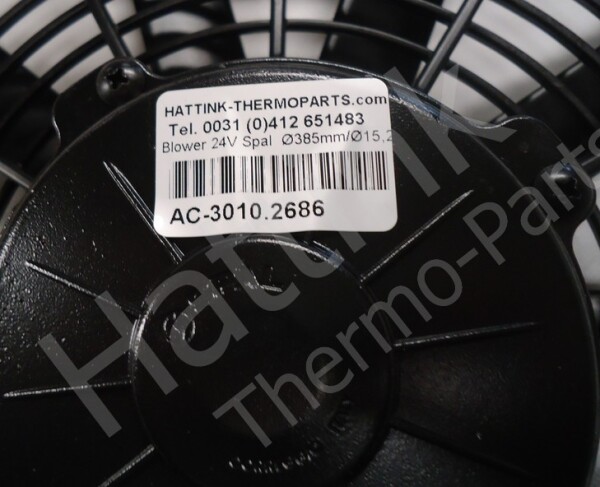 HATTINK-THERMOPARTS.com
Tel. 0031 (0)412 651483
Blower 24V Spal Ø385mm/Ø15,2
AC-3010.2686
Hattink
Thermo-Parts